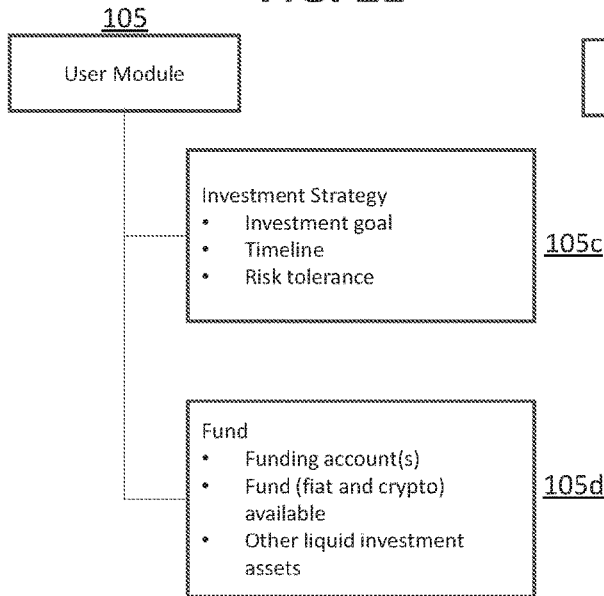 105
User Module
Investment Strategy
• Investment goal
• Timeline
• Risk tolerance
105c
Fund
• Funding account(s)
• Fund (fiat and crypto)
available
• Other liquid investment
assets
105d